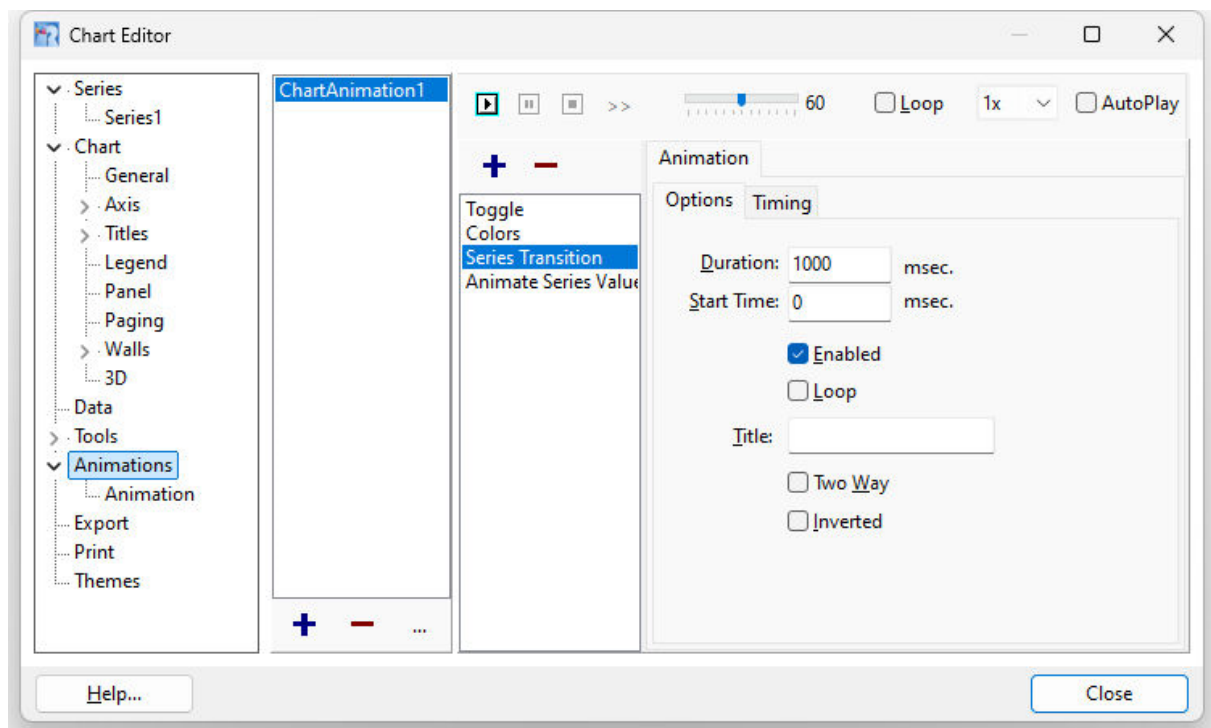 Chart Editor
Series
Series1
Chart
General
Axis
Titles
Legend
Panel
Paging
Walls
3D
Data
Tools
Animations
Animation
Export
Print
Themes
ChartAnimation1
...
>>
60
Loop
1x
AutoPlay
Toggle
Colors
Series Transition
Animate Series Value
Animation
Options Timing
Duration: 1000 msec.
Start Time: 0 msec.
Enabled
Loop
Title:
Two Way
Inverted
Help...
Close